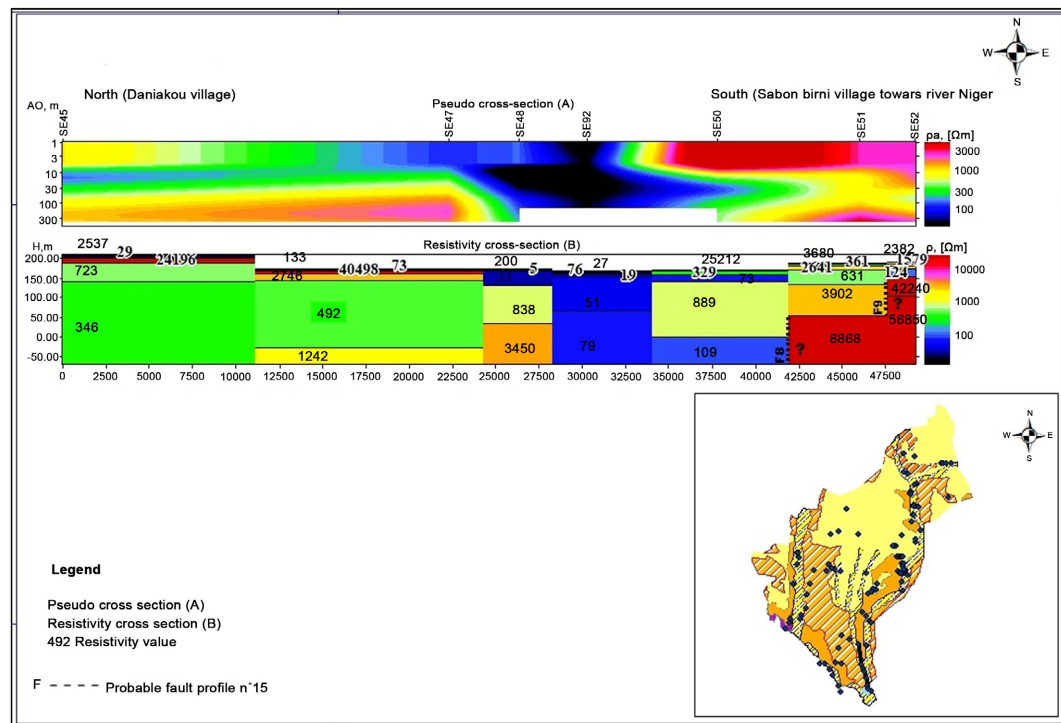 N
W E
S
North (Daniakou village)
South (Sabon birni village towars river Niger
AO, m
Pseudo cross-section (A)
ρa, [Ωm]
SE45
SE47
SE48
SE92
SE50
SE51
SE52
1
3
10
30
100
300
3000
1000
300
100
H,m
Resistivity cross-section (B)
ρ, [Ωm]
2537
133
200
27
25212
3680
2382
29
24196
40498
73
5
76
19
329
2641
361
1579
124
723
2746
73
631
346
492
838
51
889
3902
42240
?
56850
1242
3450
79
109
8868
?
F8
F9
200.00
150.00
100.00
50.00
0.00
-50.00
10000
1000
100
0
2500
5000
7500
10000
12500
15000
17500
20000
22500
25000
27500
30000
32500
35000
37500
40000
42500
45000
47500
N
W E
S
Legend
Pseudo cross section (A)
Resistivity cross section (B)
492 Resistivity value
F - - - - - Probable fault profile n°15